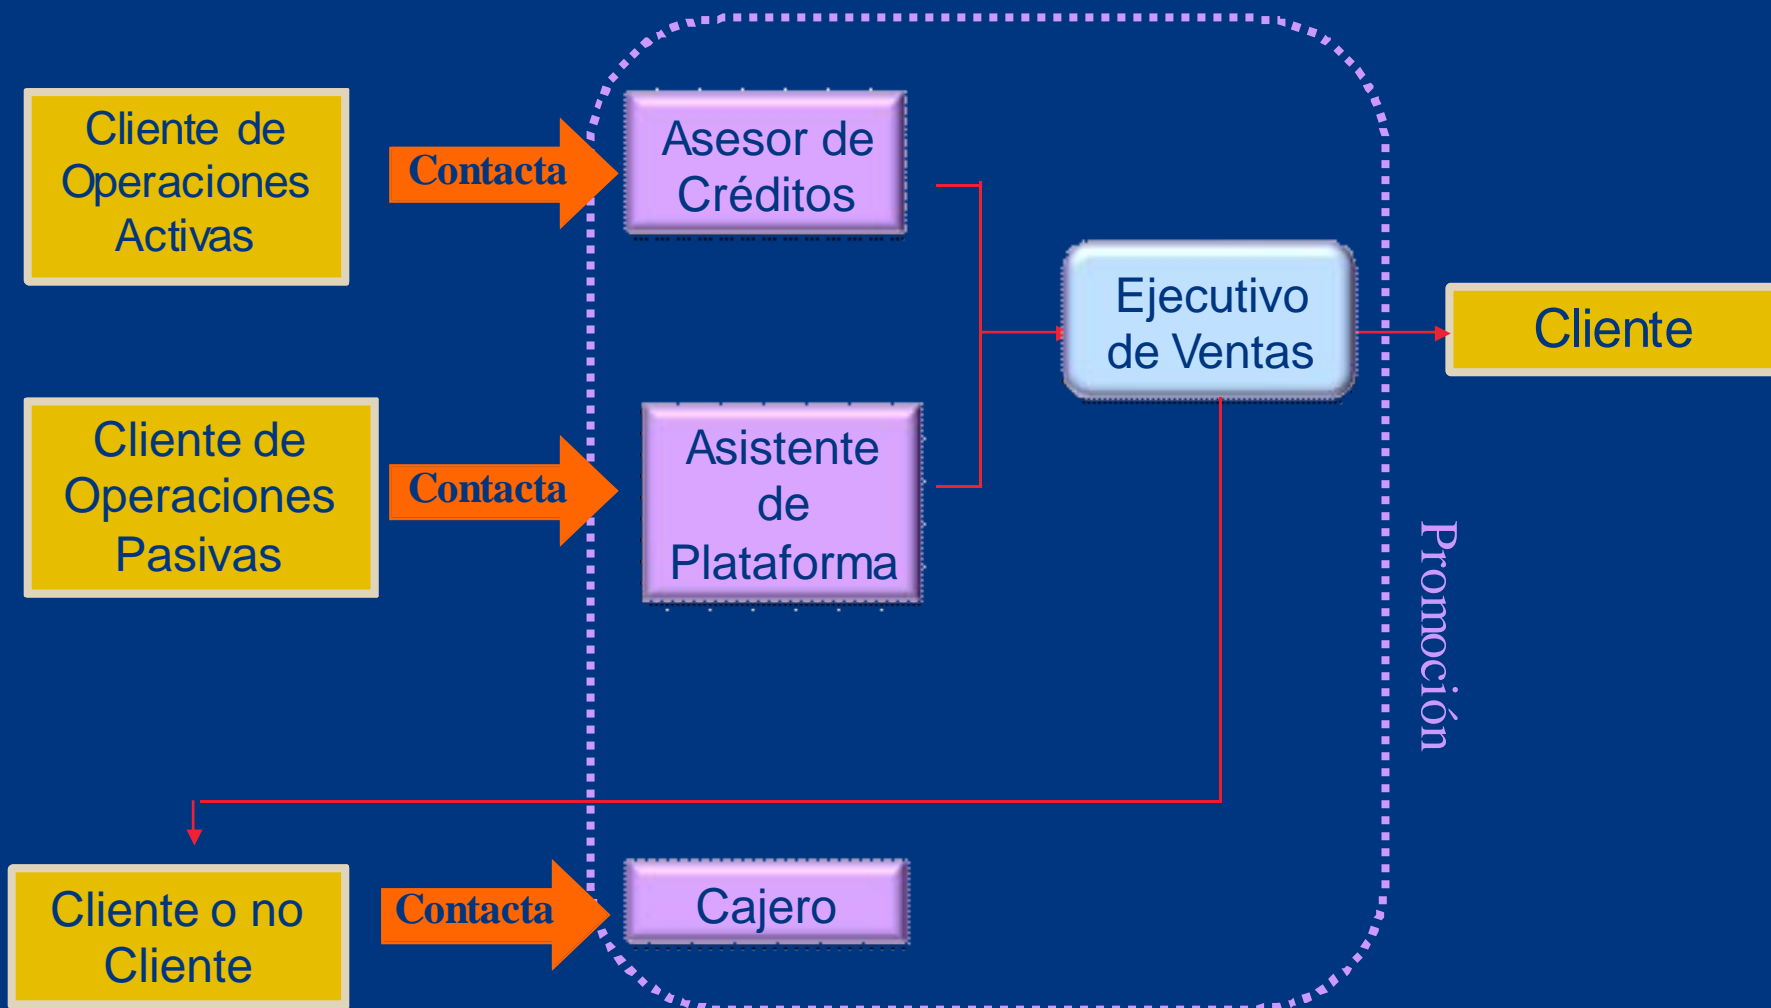 Cliente de
Operaciones
Activas
Contacta
Asesor de
Créditos
Ejecutivo
de Ventas
Cliente
Cliente de
Operaciones
Pasivas
Contacta
Asistente
de
Plataforma
Promoción
Cliente o no
Cliente
Contacta
Cajero